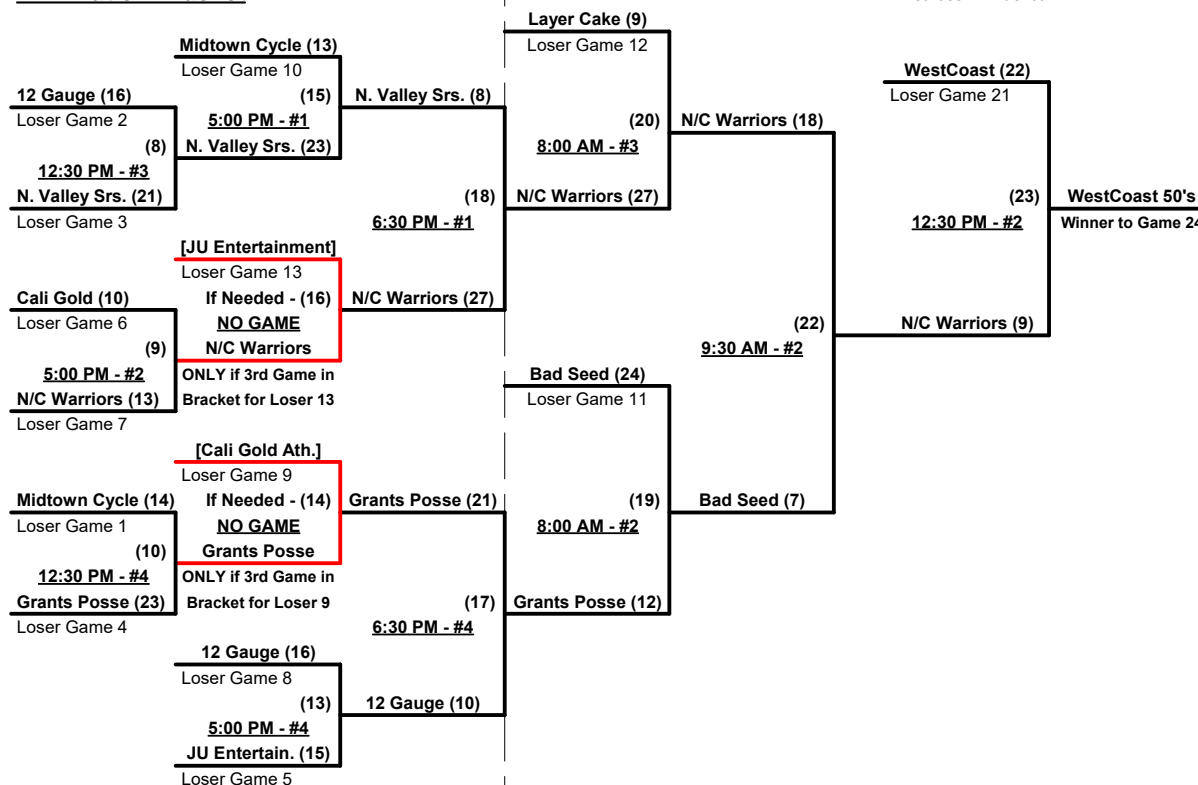 Layer Cake (9)
Loser Game 12
Midtown Cycle (13)
Loser Game 10
(15)
5:00 PM - #1
N. Valley Srs. (23)
12 Gauge (16)
Loser Game 2
(8)
12:30 PM - #3
N. Valley Srs. (21)
Loser Game 3
N. Valley Srs. (8)
(18)
6:30 PM - #1
N/C Warriors (27)
[JU Entertainment]
Loser Game 13
If Needed - (16)
NO GAME
N/C Warriors
ONLY if 3rd Game in
Bracket for Loser 13
Cali Gold (10)
Loser Game 6
(9)
5:00 PM - #2
N/C Warriors (13)
Loser Game 7
(20)
8:00 AM - #3
N/C Warriors (27)
N/C Warriors (18)
WestCoast (22)
Loser Game 21
(23)
12:30 PM - #2
WestCoast 50's
Winner to Game 24
(22)
9:30 AM - #2
N/C Warriors (9)
[Cali Gold Ath.]
Loser Game 9
If Needed - (14)
NO GAME
Grants Posse
ONLY if 3rd Game in
Bracket for Loser 9
Midtown Cycle (14)
Loser Game 1
(10)
12:30 PM - #4
Grants Posse (23)
Loser Game 4
Grants Posse (21)
(17)
6:30 PM - #4
12 Gauge (10)
12 Gauge (16)
Loser Game 8
(13)
5:00 PM - #4
JU Entertain. (15)
Loser Game 5
Bad Seed (24)
Loser Game 11
(19)
8:00 AM - #2
Grants Posse (12)
Bad Seed (7)